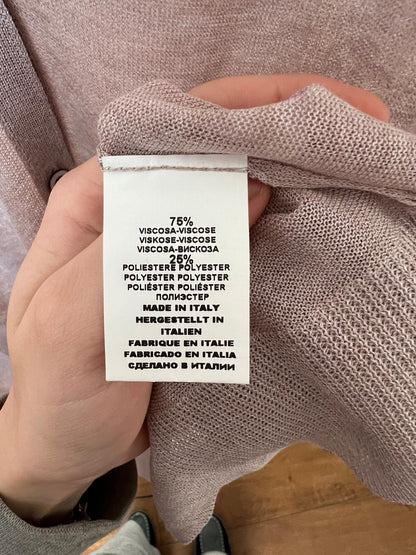 75%
VISCOSA-VISCOSE
VISKOSE-VISCOSE
VISCOSA-ВИСКОЗА
25%
POLIESTERE POLYESTER
POLYESTER POLYESTER
POLIÉSTER POLIÉSTER
ПОЛИЭСТЕР
MADE IN ITALY
HERGESTELLT IN
ITALIEN
FABRIQUE EN ITALIE
FABRICADO EN ITALIA
СДЕЛАНО В ИТАЛИИ